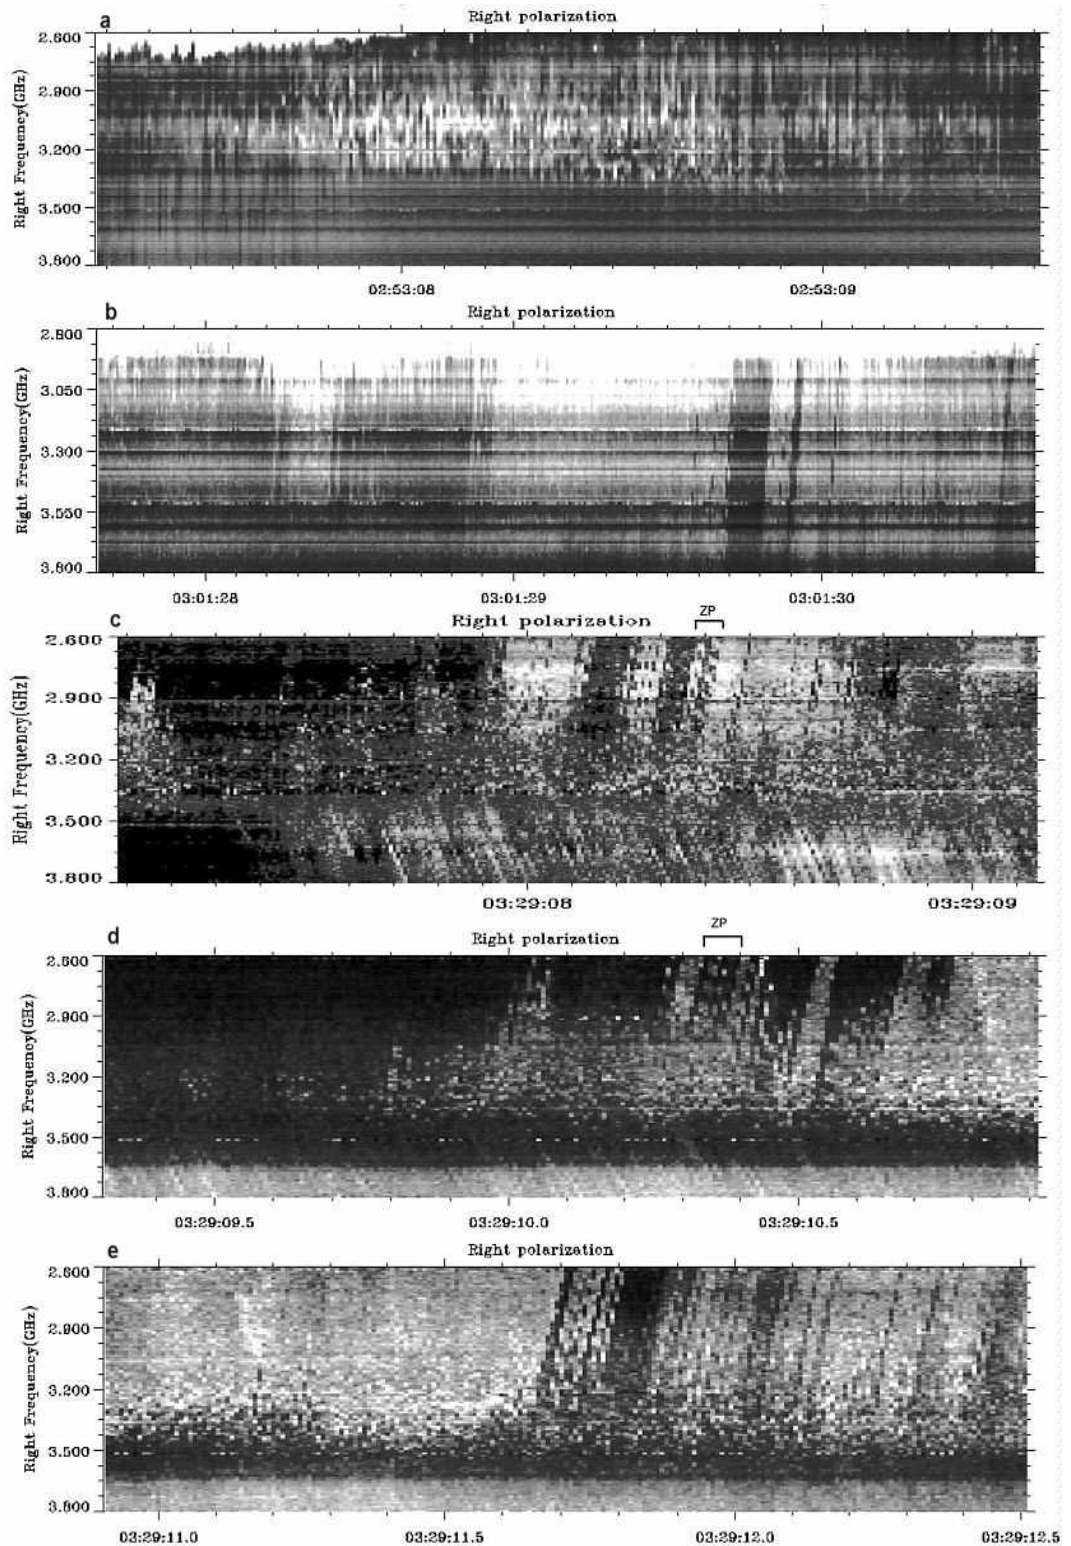 a
Right polarization
2.600
2.900
3.200
3.500
3.800
Right Frequency(GHz)
02:53:08 02:53:09
b
Right polarization
2.800
3.050
3.300
3.550
3.800
Right Frequency(GHz)
03:01:28 03:01:29 03:01:30
c
Right polarization
ZP
2.600
2.900
3.200
3.500
3.800
Right Frequency(GHz)
03:29:08 03:29:09
d
Right polarization
ZP
2.600
2.900
3.200
3.500
3.800
Right Frequency(GHz)
03:29:09.5 03:29:10.0 03:29:10.5
e
Right polarization
2.600
2.900
3.200
3.500
3.800
Right Frequency(GHz)
03:29:11.0 03:29:11.5 03:29:12.0 03:29:12.5